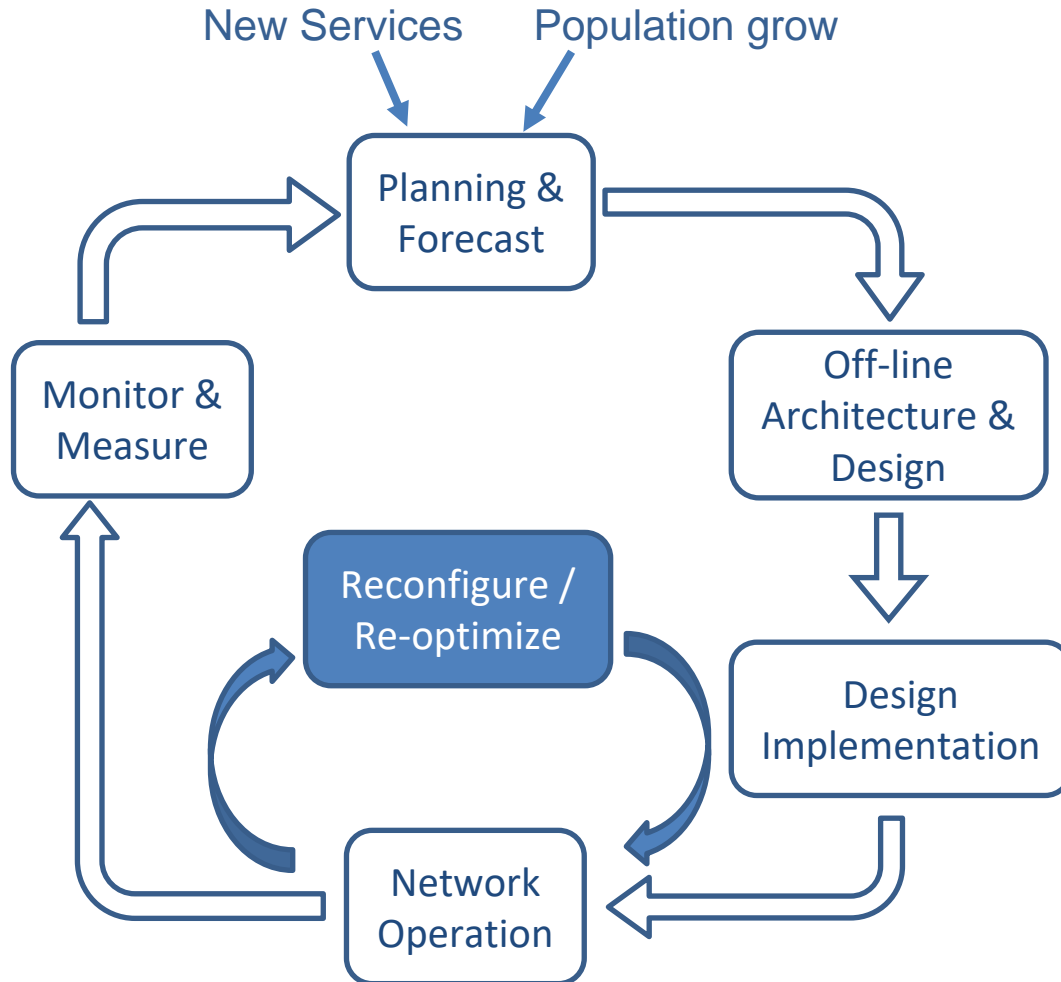 New Services
Population grow
Planning &
Forecast
Off-line
Architecture &
Design
Monitor &
Measure
Reconfigure /
Re-optimize
Design
Implementation
Network
Operation